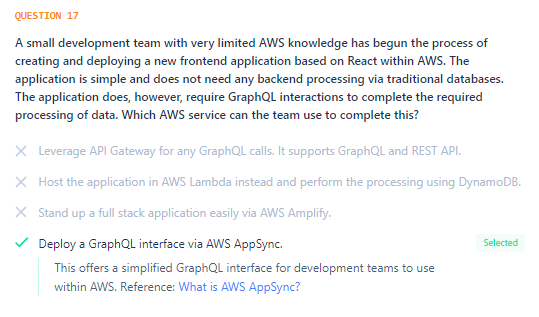 QUESTION 17
A small development team with very limited AWS knowledge has begun the process of
creating and deploying a new frontend application based on React within AWS. The
application is simple and does not need any backend processing via traditional databases.
The application does, however, require GraphQL interactions to complete the required
processing of data. Which AWS service can the team use to complete this?
Leverage API Gateway for any GraphQL calls. It supports GraphQL and REST API.
Host the application in AWS Lambda instead and perform the processing using DynamoDB.
Stand up a full stack application easily via AWS Amplify.
Deploy a GraphQL interface via AWS AppSync.
Selected
This offers a simplified GraphQL interface for development teams to use
within AWS. Reference: What is AWS AppSync?